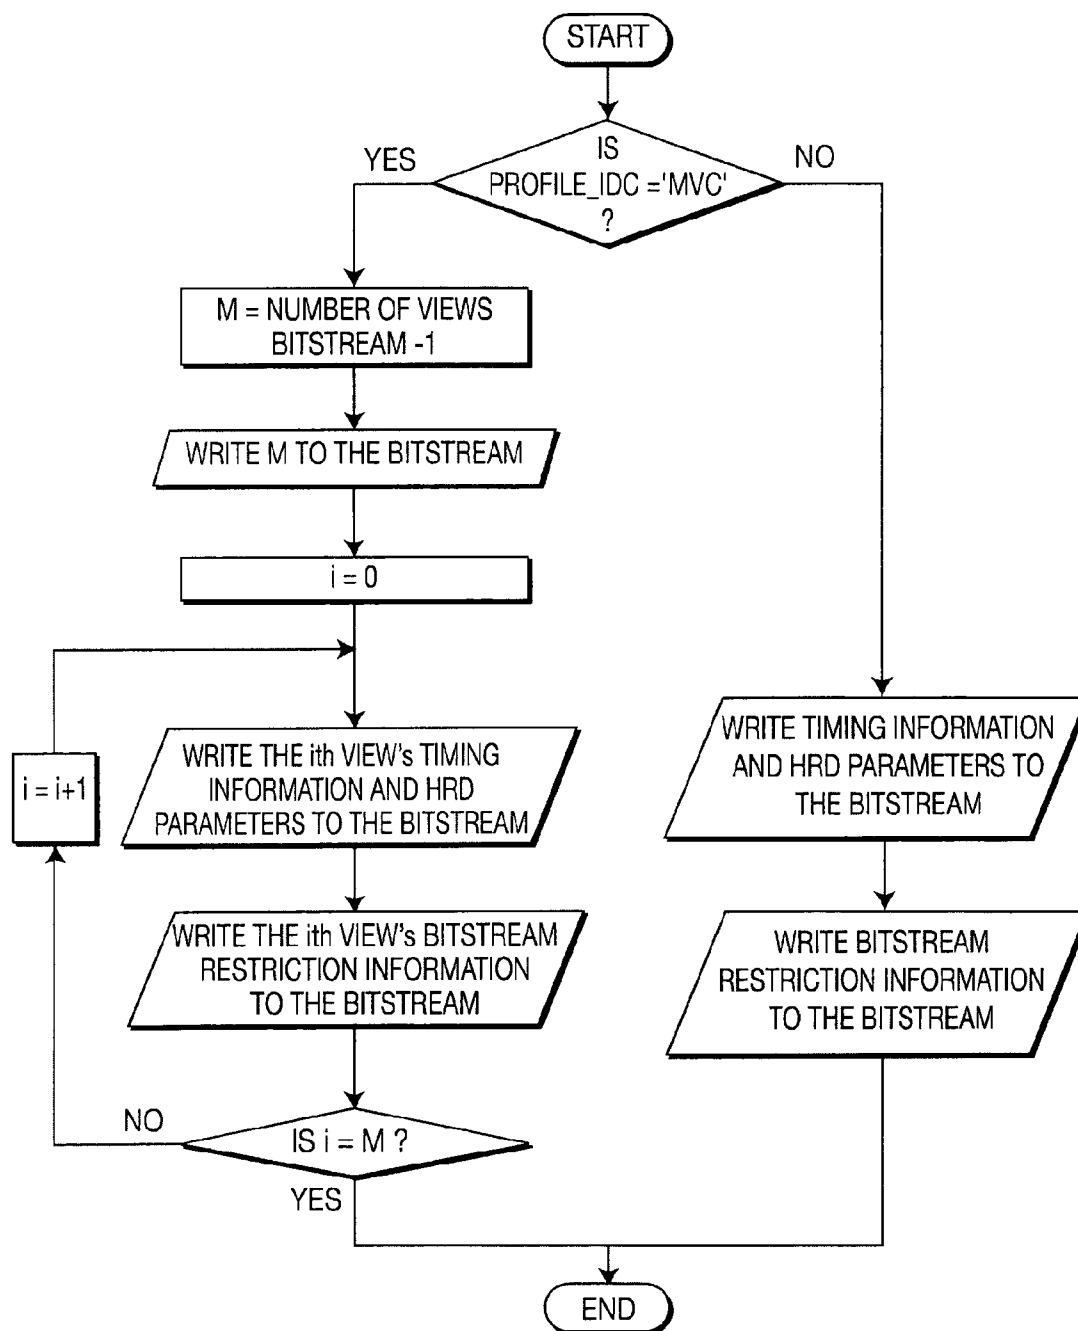 START
IS
PROFILE_IDC ='MVC'
?
YES
NO
M = NUMBER OF VIEWS
BITSTREAM -1
WRITE M TO THE BITSTREAM
i = 0
WRITE THE ith VIEW's TIMING
INFORMATION AND HRD
PARAMETERS TO THE BITSTREAM
i = i+1
WRITE THE ith VIEW's BITSTREAM
RESTRICTION INFORMATION
TO THE BITSTREAM
IS i = M ?
NO
YES
WRITE TIMING INFORMATION
AND HRD PARAMETERS TO
THE BITSTREAM
WRITE BITSTREAM
RESTRICTION INFORMATION
TO THE BITSTREAM
END